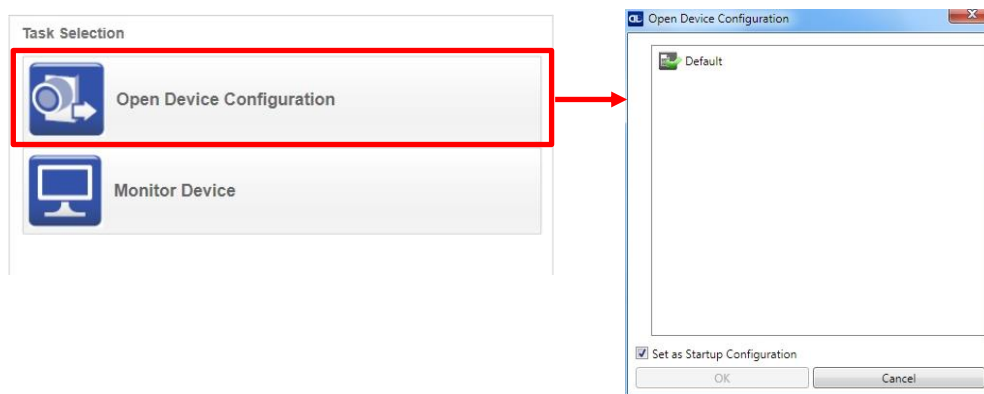 Task Selection
Open Device Configuration
Monitor Device
Open Device Configuration
Default
Set as Startup Configuration
OK
Cancel